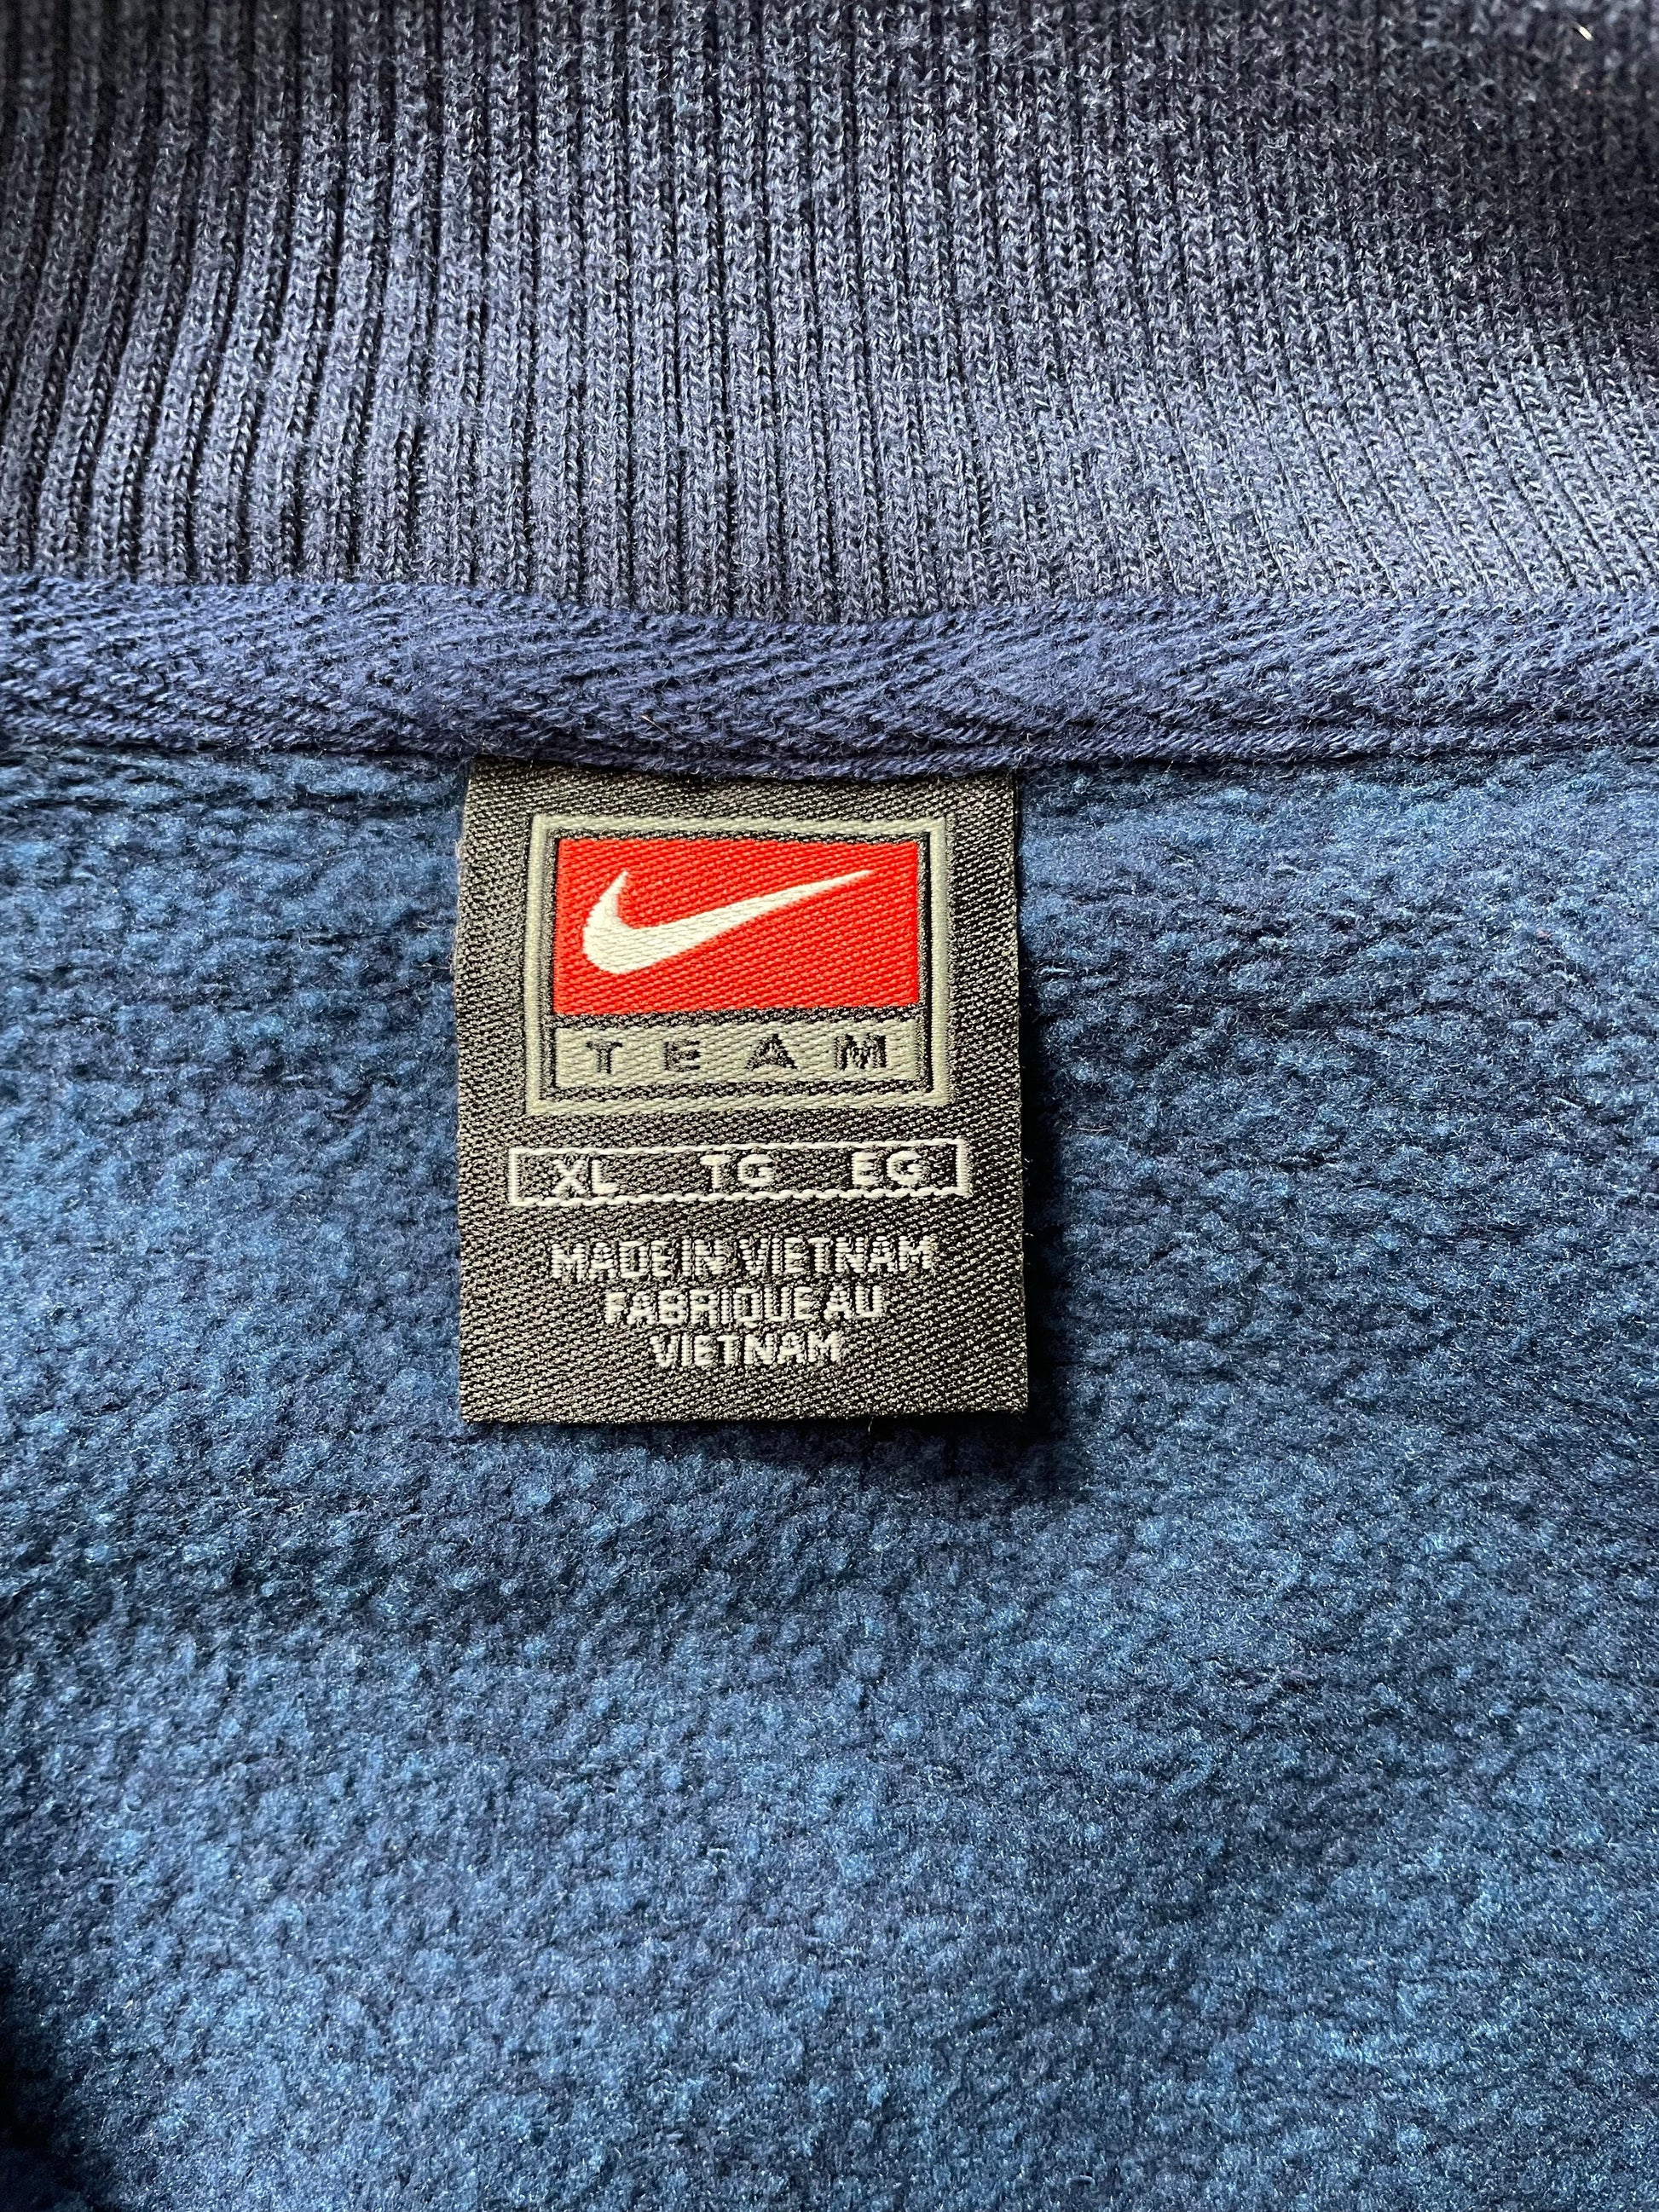 TEAM
XL TG EG
MADE IN VIETNAM
FABRIQUE AU
VIETNAM